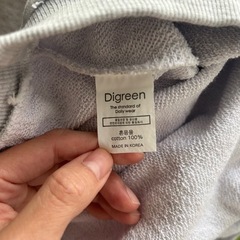 Digreen
The standard of
Daily wear
혼용율
cotton 100%
MADE IN KOREA